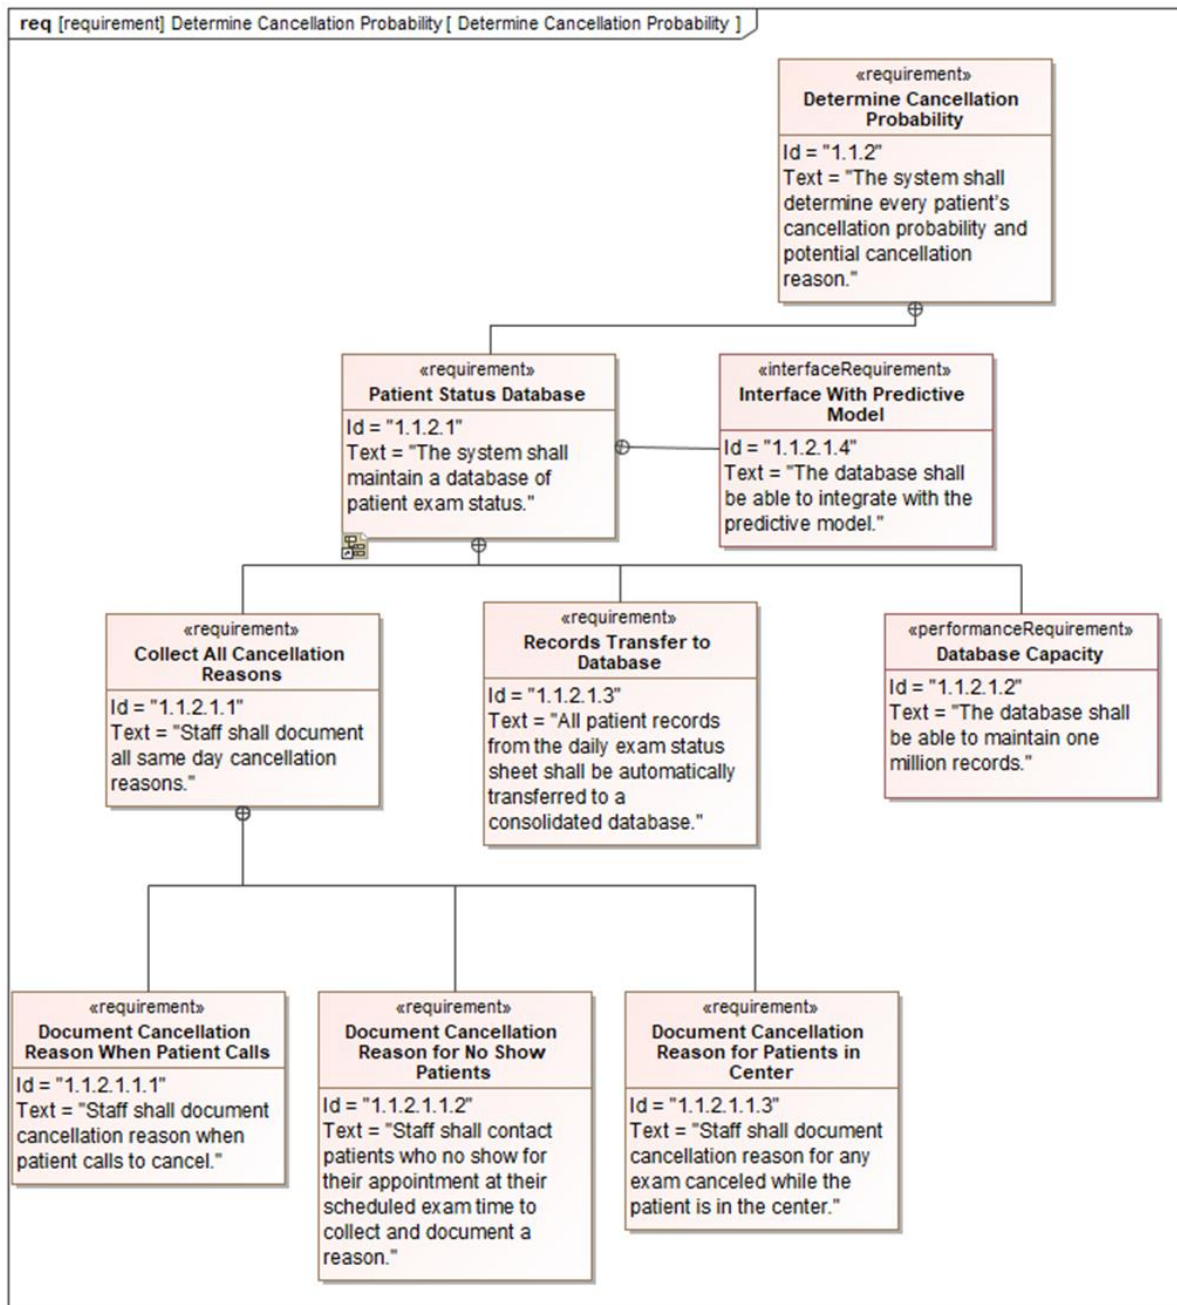 req [requirement] Determine Cancellation Probability [ Determine Cancellation Probability ]
«requirement»
Determine Cancellation
Probability
Id = "1.1.2"
Text = "The system shall
determine every patient's
cancellation probability and
potential cancellation
reason."
«requirement»
Patient Status Database
Id = "1.1.2.1"
Text = "The system shall
maintain a database of
patient exam status."
«interfaceRequirement»
Interface With Predictive
Model
Id = "1.1.2.1.4"
Text = "The database shall
be able to integrate with the
predictive model."
«requirement»
Collect All Cancellation
Reasons
Id = "1.1.2.1.1"
Text = "Staff shall document
all same day cancellation
reasons."
«requirement»
Records Transfer to
Database
Id = "1.1.2.1.3"
Text = "All patient records
from the daily exam status
sheet shall be automatically
transferred to a
consolidated database."
«performanceRequirement»
Database Capacity
Id = "1.1.2.1.2"
Text = "The database shall
be able to maintain one
million records."
«requirement»
Document Cancellation
Reason When Patient Calls
Id = "1.1.2.1.1.1"
Text = "Staff shall document
cancellation reason when
patient calls to cancel."
«requirement»
Document Cancellation
Reason for No Show
Patients
Id = "1.1.2.1.1.2"
Text = "Staff shall contact
patients who no show for
their appointment at their
scheduled exam time to
collect and document a
reason."
«requirement»
Document Cancellation
Reason for Patients in
Center
Id = "1.1.2.1.1.3"
Text = "Staff shall document
cancellation reason for any
exam canceled while the
patient is in the center."